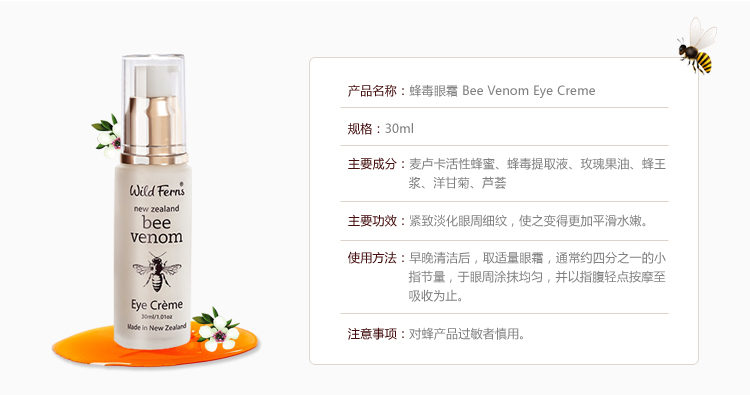 Wild Ferns
new zealand
bee
venom
Eye Crème
30ml/1.01oz
Made in New Zealand
产品名称：蜂毒眼霜 Bee Venom Eye Creme
规格：30ml
主要成分：麦卢卡活性蜂蜜、蜂毒提取液、玫瑰果油、蜂王
浆、洋甘菊、芦荟
主要功效：紧致淡化眼周细纹，使之变得更加平滑水嫩。
使用方法：早晚清洁后，取适量眼霜，通常约四分之一的小
指节量，于眼周涂抹均匀，并以指腹轻点按摩至
吸收为止。
注意事项：对蜂产品过敏者慎用。